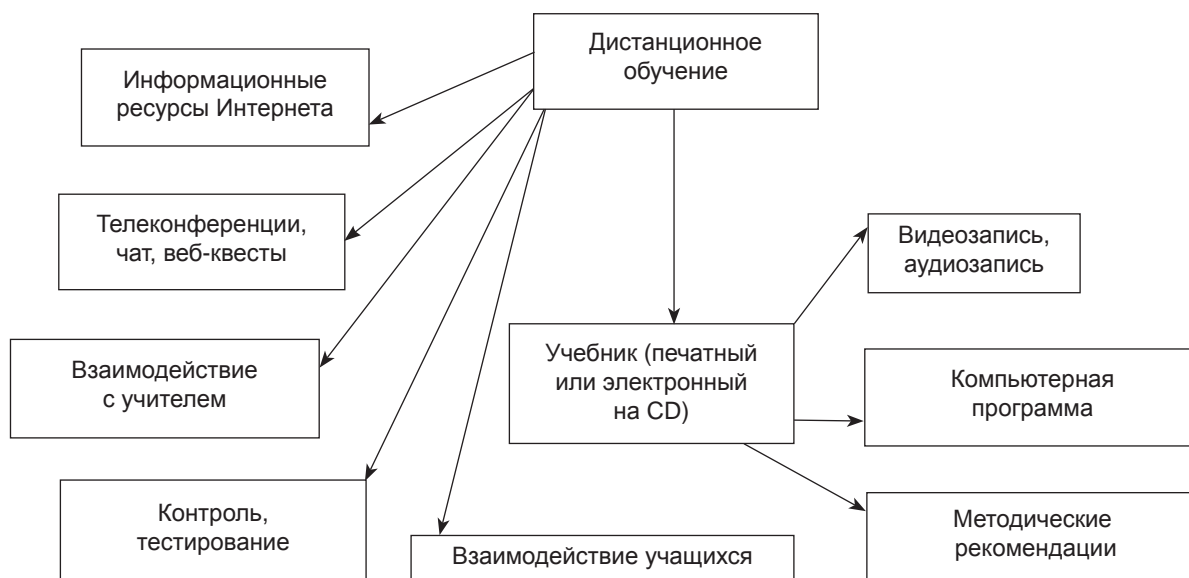 Дистанционное
обучение
Информационные
ресурсы Интернета
Телеконференции,
чат, веб-квесты
Видеозапись,
аудиозапись
Взаимодействие
с учителем
Учебник (печатный
или электронный
на CD)
Компьютерная
программа
Контроль,
тестирование
Взаимодействие учащихся
Методические
рекомендации